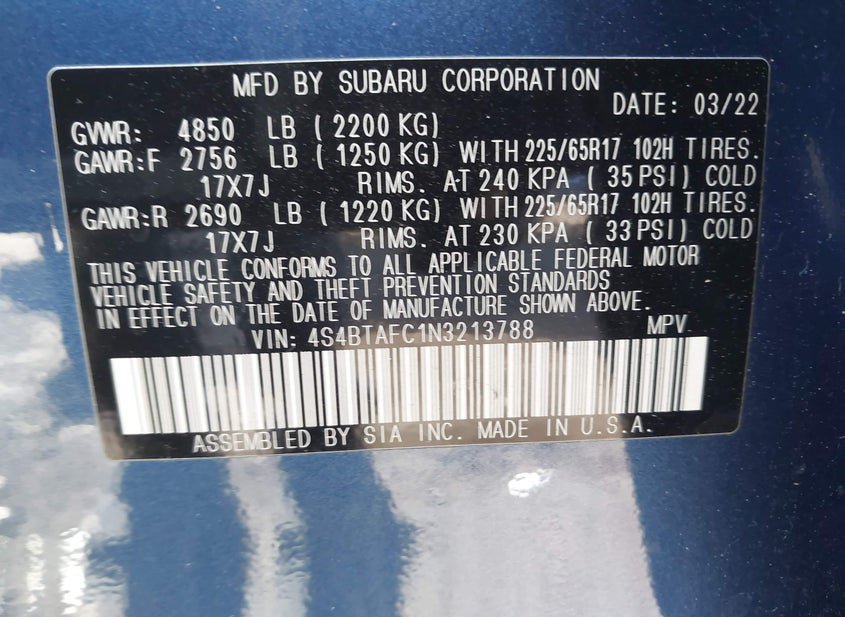 MFD BY SUBARU CORPORATION
DATE: 03/22
GVWR: 4850 LB (2200 KG)
GAWR:F 2756 LB (1250 KG) WITH 225/65R17 102H TIRES.
17X7J RIMS. AT 240 KPA (35 PSI) COLD
GAWR:R 2690 LB (1220 KG) WITH 225/65R17 102H TIRES.
17X7J RIMS. AT 230 KPA (33 PSI) COLD
THIS VEHICLE CONFORMS TO ALL APPLICABLE FEDERAL MOTOR
VEHICLE SAFETY AND THEFT PREVENTION STANDARDS
IN EFFECT ON THE DATE OF MANUFACTURE SHOWN ABOVE.
VIN: 4S4BTAFC1N3213788 MPV
ASSEMBLED BY SIA INC. MADE IN U.S.A.